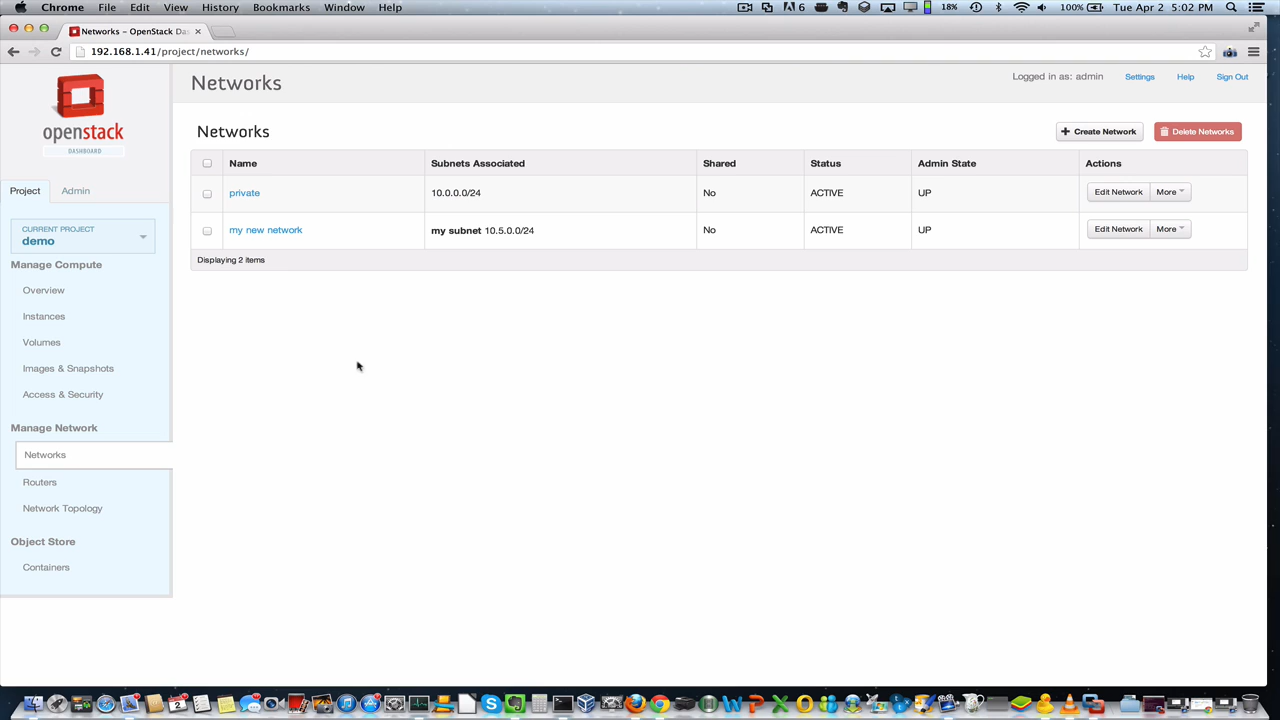 Chrome File Edit View History Bookmarks Window Help 6 18% 100% Tue Apr 2 5:02 PM
Networks – OpenStack Da
192.168.1.41/project/networks/
openstack
DASHBOARD
Networks
Logged in as: admin Settings Help Sign Out
Project Admin
CURRENT PROJECT
demo
Manage Compute
Overview
Instances
Volumes
Images & Snapshots
Access & Security
Manage Network
Networks
Routers
Network Topology
Object Store
Containers
Networks
Create Network Delete Networks
Name Subnets Associated Shared Status Admin State Actions
private 10.0.0.0/24 No ACTIVE UP Edit Network More
my new network my subnet 10.5.0.0/24 No ACTIVE UP Edit Network More
Displaying 2 items